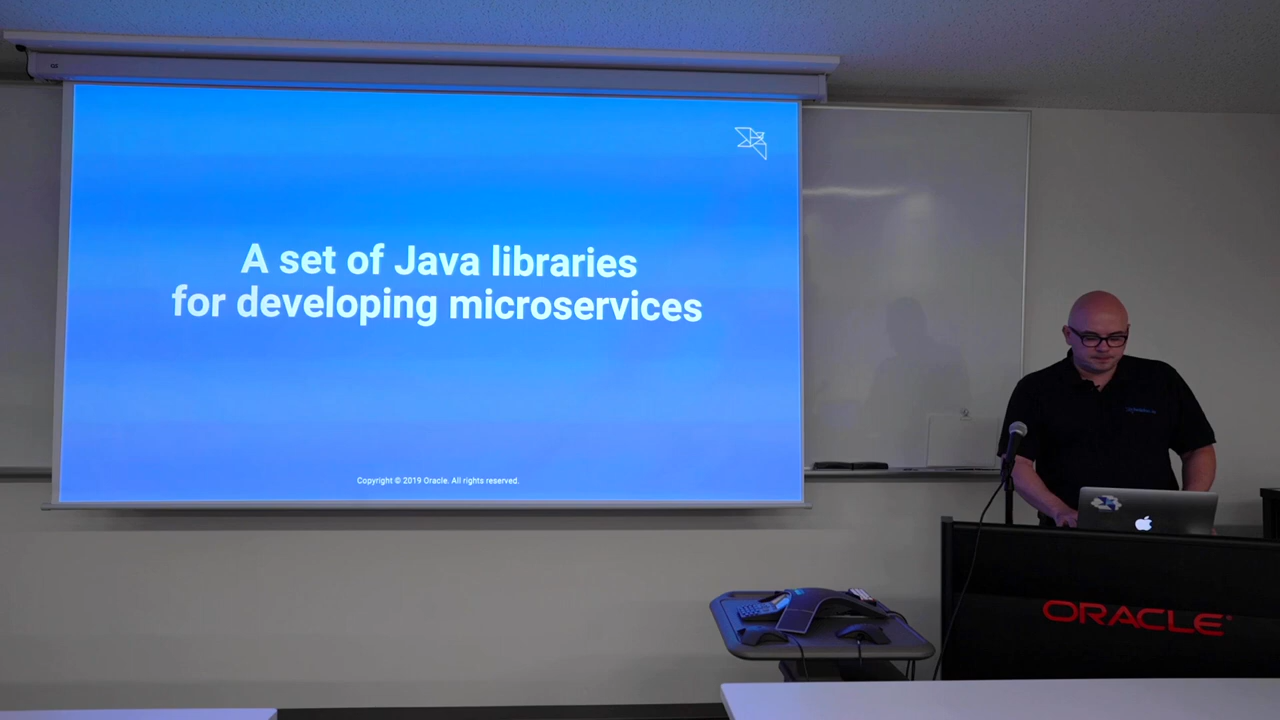 A set of Java libraries
for developing microservices
Copyright © 2019 Oracle. All rights reserved.
ORACLE®